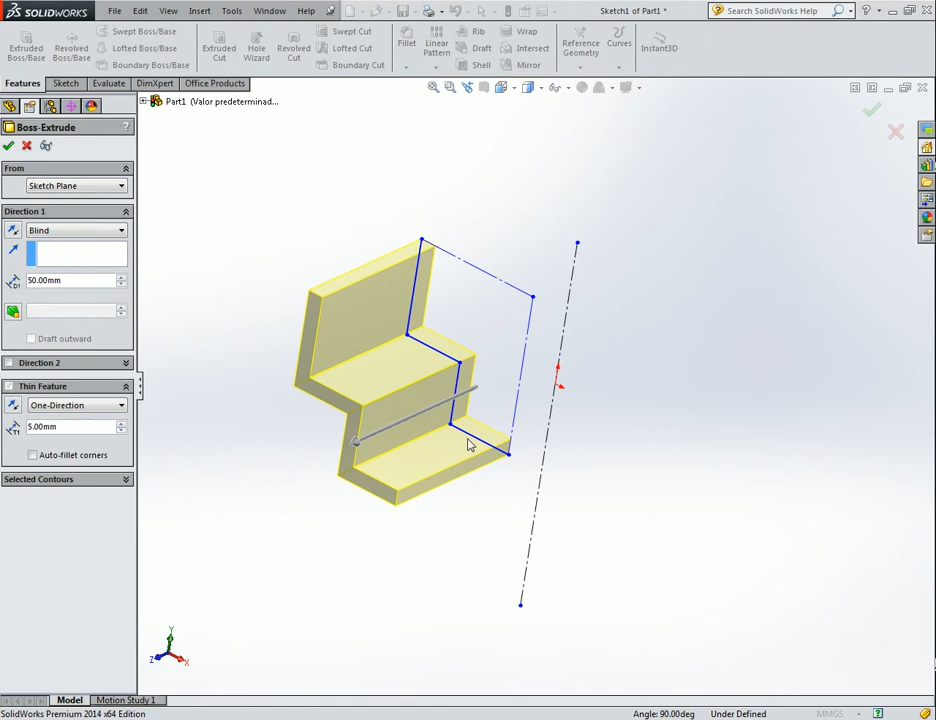 SOLIDWORKS File Edit View Insert Tools Window Help Sketch1 of Part1 * Search SolidWorks Help
Extruded Boss/Base
Revolved Boss/Base
Swept Boss/Base
Lofted Boss/Base
Boundary Boss/Base
Extruded Cut
Hole Wizard
Revolved Cut
Swept Cut
Lofted Cut
Boundary Cut
Fillet
Linear Pattern
Rib
Draft
Shell
Wrap
Intersect
Mirror
Reference Geometry
Curves
Instant3D
Features Sketch Evaluate DimXpert Office Products
Part1 (Valor predeterminad...
Boss-Extrude ?
From
Sketch Plane
Direction 1
Blind
D1 50.00mm
Draft outward
Direction 2
Thin Feature
One-Direction
T1 5.00mm
Auto-fillet corners
Selected Contours
Y
Z X
Model Motion Study 1
SolidWorks Premium 2014 x64 Edition Angle: 90.00deg Under Defined MMGS